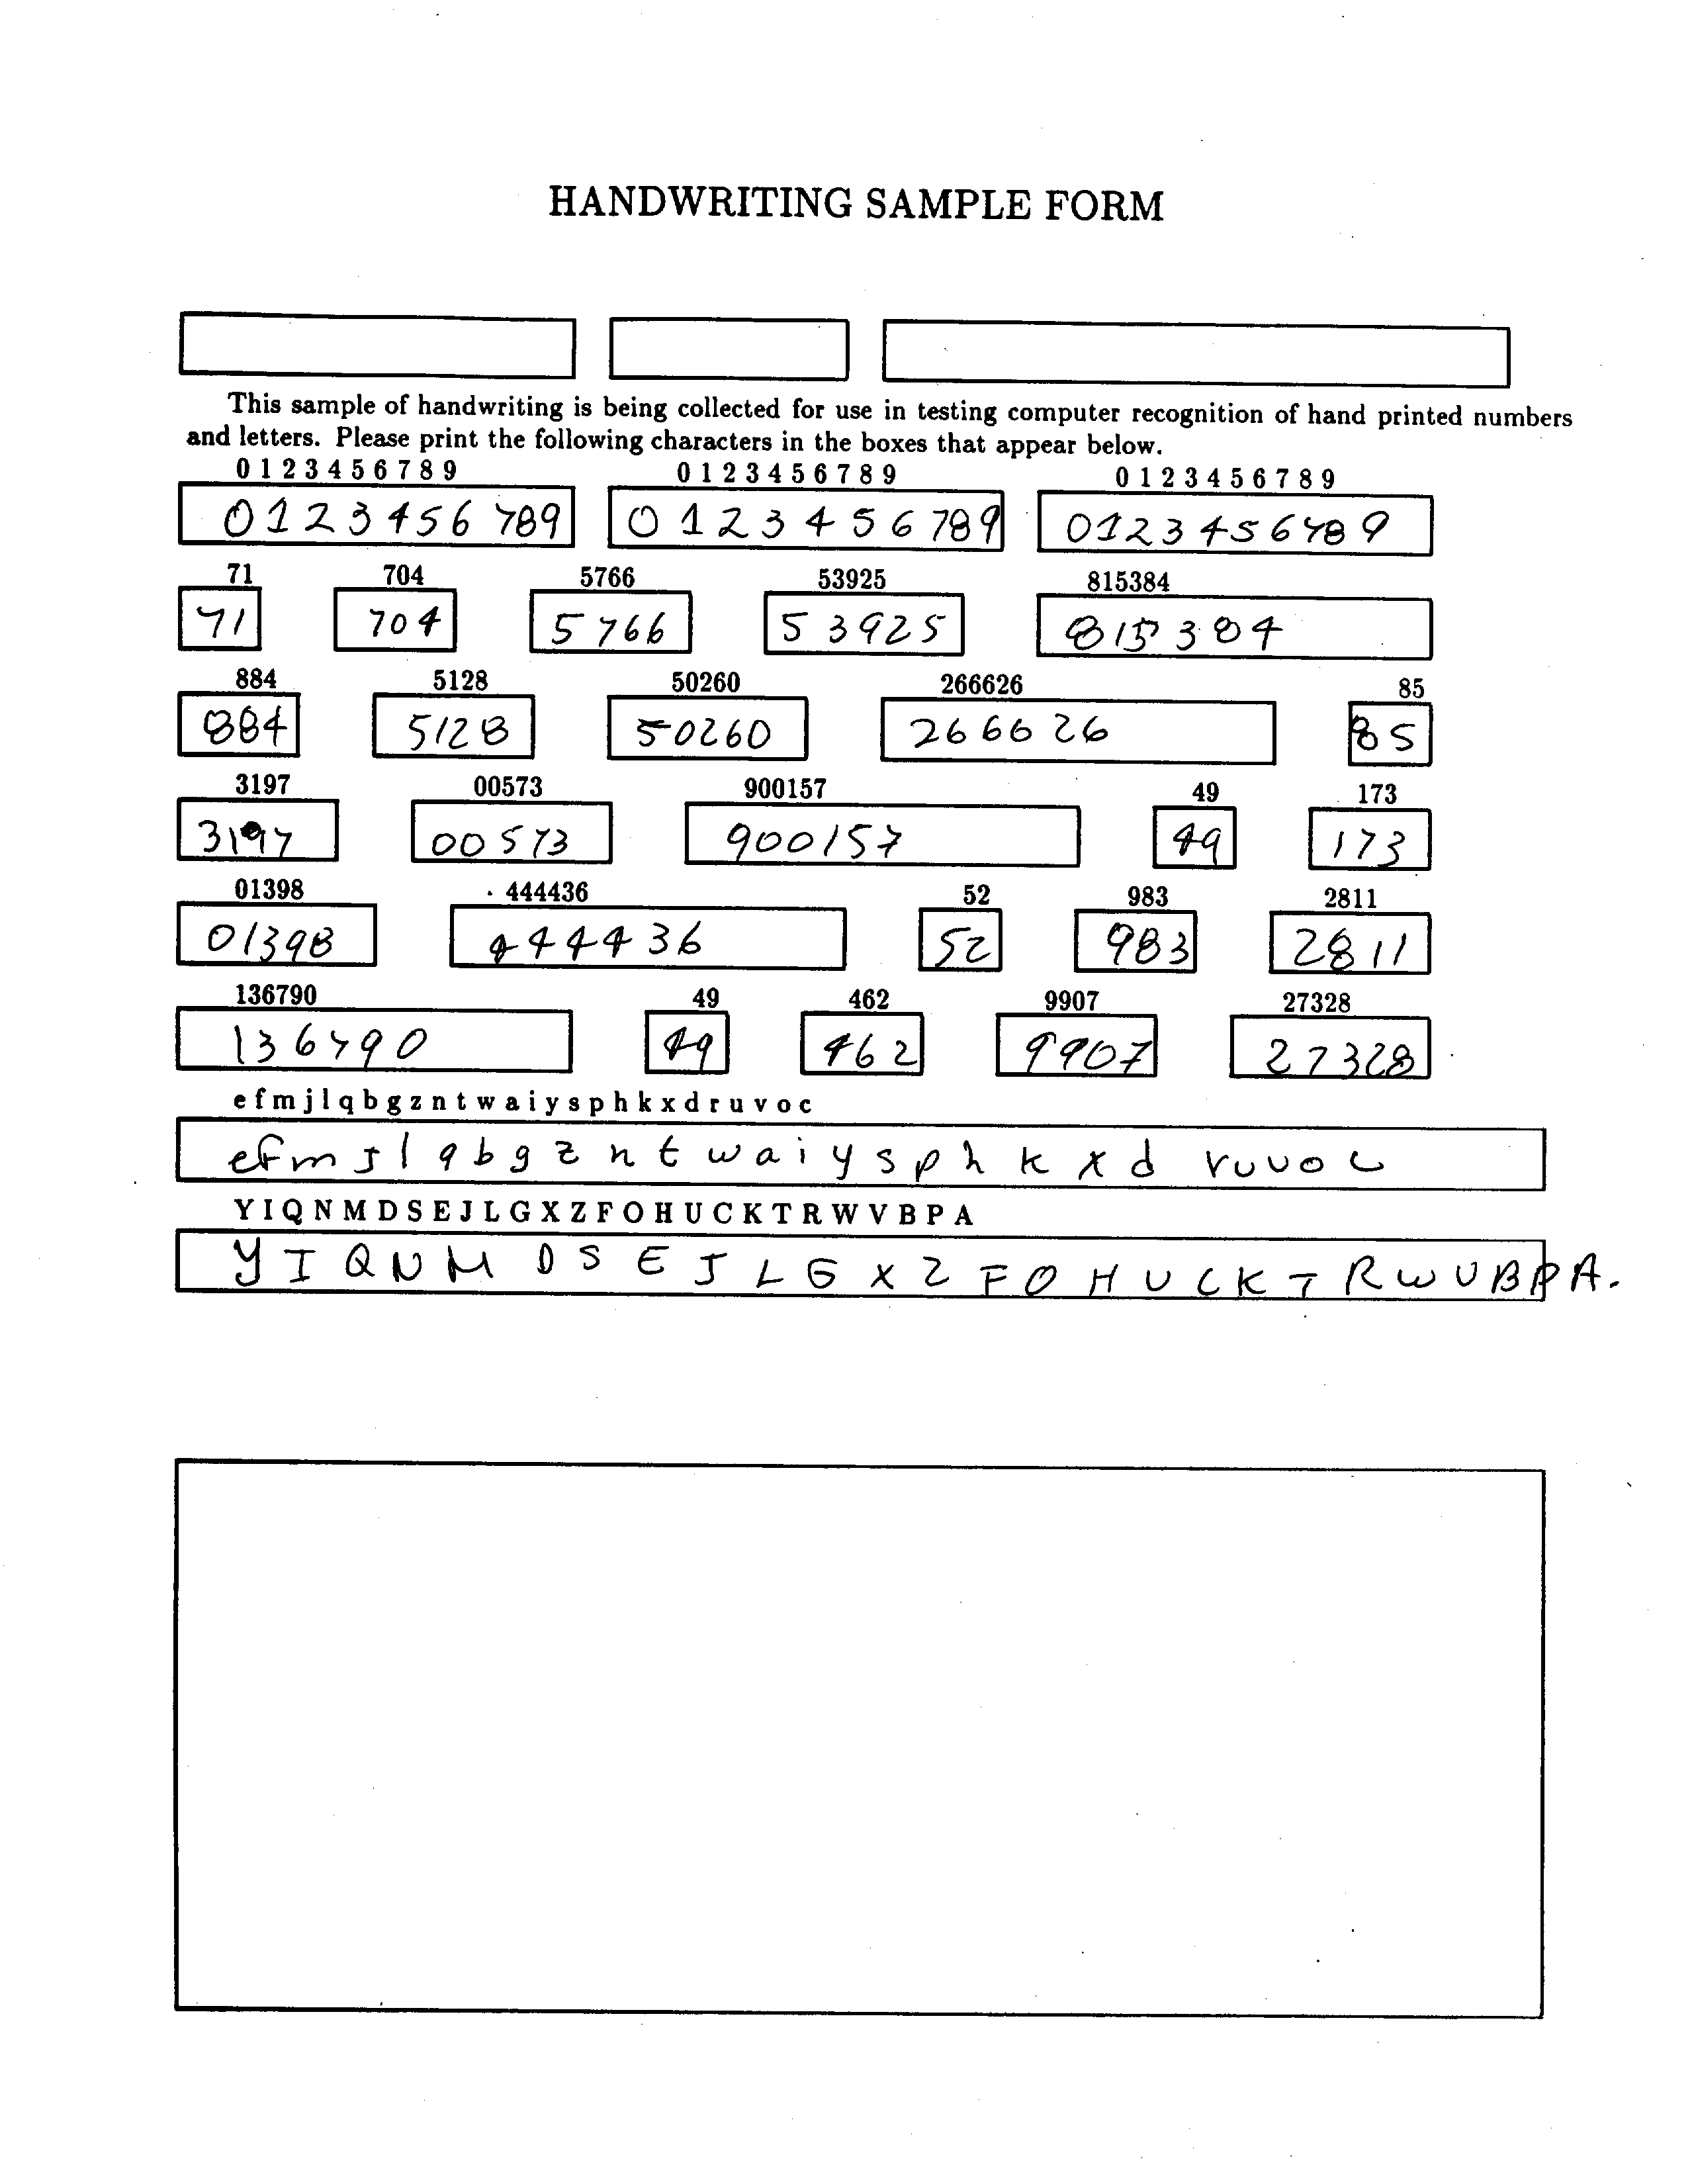 HANDWRITING SAMPLE FORM
This sample of handwriting is being collected for use in testing computer recognition of hand printed numbers
and letters. Please print the following characters in the boxes that appear below.
0 1 2 3 4 5 6 7 8 9 0 1 2 3 4 5 6 7 8 9 0 1 2 3 4 5 6 7 8 9
0123456789 0123456789 0123456789
71 704 5766 53925 815384
71 704 5766 53925 815384
884 5128 50260 266626 85
884 5128 50260 266626 85
3197 00573 900157 49 173
3197 00573 900157 49 173
01398 444436 52 983 2811
01398 444436 52 983 2811
136790 49 462 9907 27328
136790 49 462 9907 27328
e f m j l q b g z n t w a i y s p h k x d r u v o c
e f m j l q b g z n t w a i y s p h k x d r u v o c
Y I Q N M D S E J L G X Z F O H U C K T R W V B P A
Y I Q N M D S E J L G X Z F O H U C K T R W V B P A.